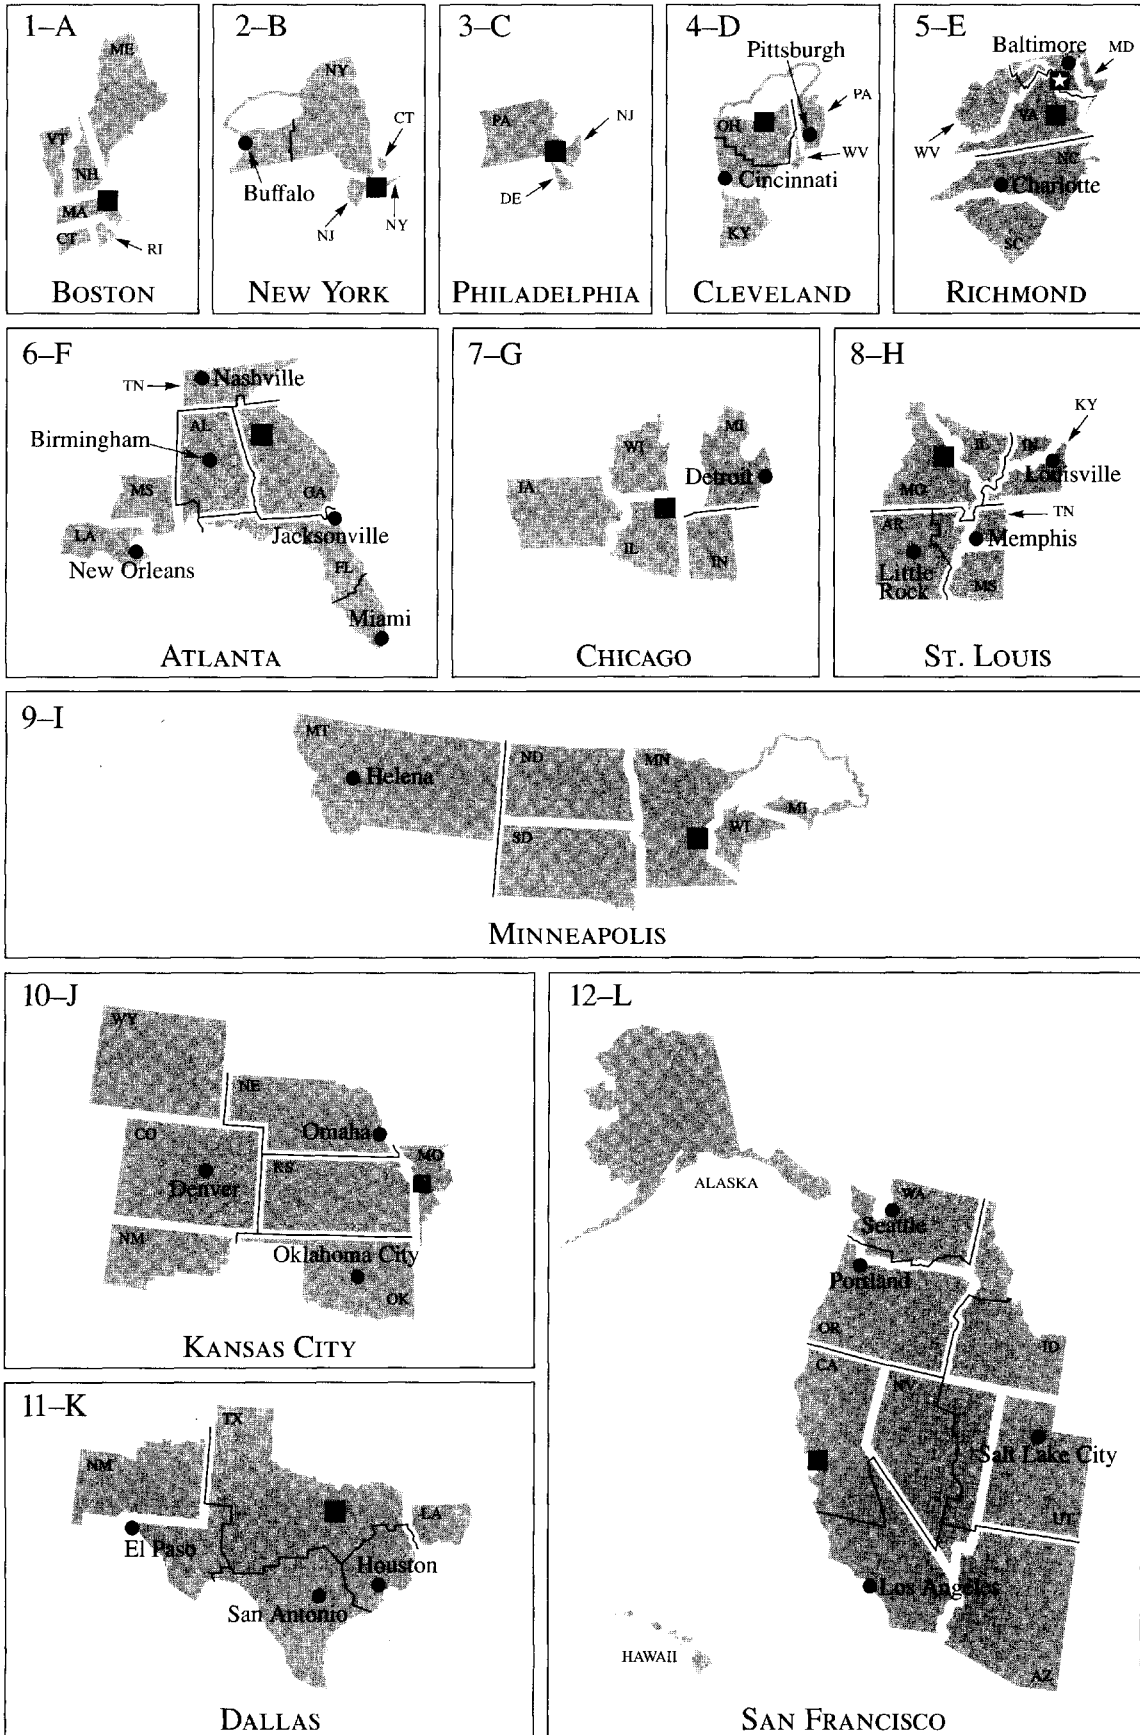 1–A
ME
VT
NH
MA
CT
RI
BOSTON
2–B
NY
CT
Buffalo
NJ
NY
NEW YORK
3–C
PA
NJ
DE
PHILADELPHIA
4–D
Pittsburgh
PA
OH
WV
Cincinnati
KY
CLEVELAND
5–E
Baltimore
MD
VA
WV
NC
Charlotte
SC
RICHMOND
6–F
TN
Nashville
AL
Birmingham
MS
GA
LA
Jacksonville
New Orleans
FL
Miami
ATLANTA
7–G
MI
WI
Detroit
IA
IL
IN
CHICAGO
8–H
KY
IL
IN
Louisville
MO
TN
AR
Memphis
Little
Rock
MS
ST. LOUIS
9–I
MT
ND
MN
Helena
MI
SD
WI
MINNEAPOLIS
10–J
WY
NE
CO
Omaha
KS
MO
Denver
NM
Oklahoma City
OK
KANSAS CITY
11–K
TX
NM
LA
El Paso
Houston
San Antonio
DALLAS
12–L
ALASKA
WA
Seattle
Portland
OR
ID
CA
NV
Salt Lake City
UT
Los Angeles
HAWAII
AZ
SAN FRANCISCO